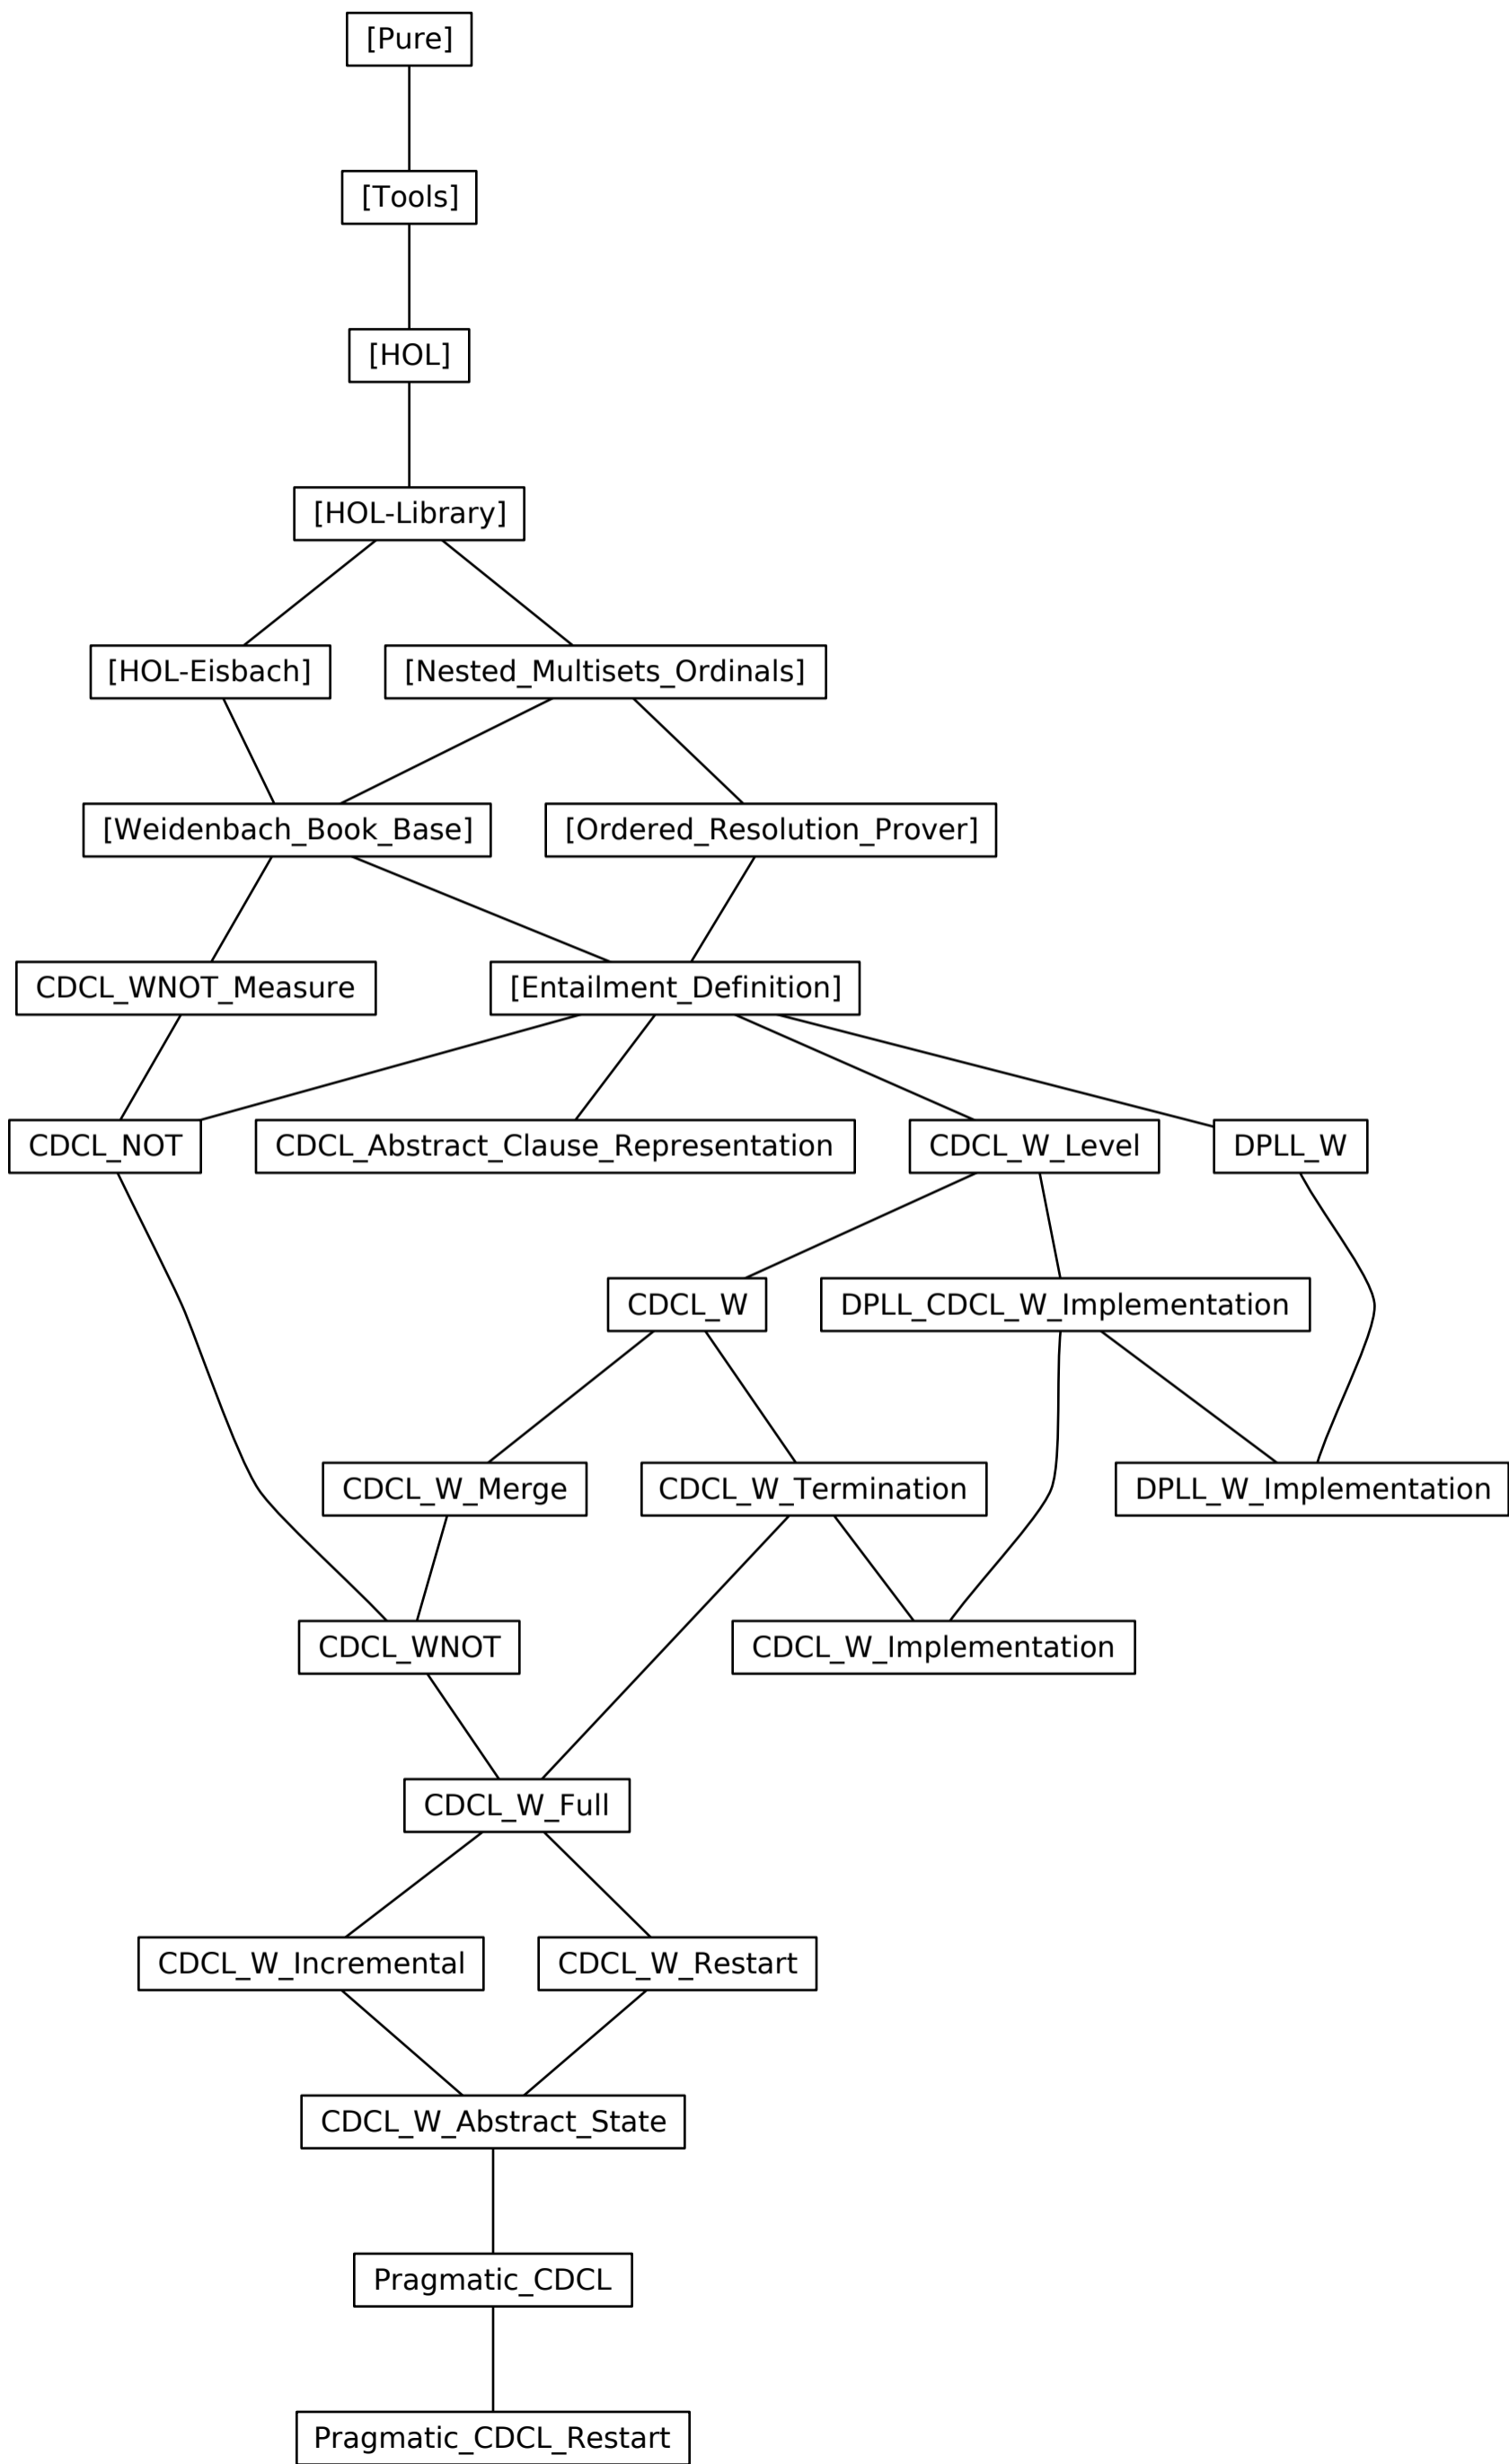 [Pure]
[Tools]
[HOL]
[HOL-Library]
[HOL-Eisbach]
[Nested_Multisets_Ordinals]
[Weidenbach_Book_Base]
[Ordered_Resolution_Prover]
CDCL_WNOT_Measure
[Entailment_Definition]
CDCL_NOT
CDCL_Abstract_Clause_Representation
CDCL_W_Level
DPLL_W
CDCL_W
DPLL_CDCL_W_Implementation
CDCL_W_Merge
CDCL_W_Termination
DPLL_W_Implementation
CDCL_WNOT
CDCL_W_Implementation
CDCL_W_Full
CDCL_W_Incremental
CDCL_W_Restart
CDCL_W_Abstract_State
Pragmatic_CDCL
Pragmatic_CDCL_Restart